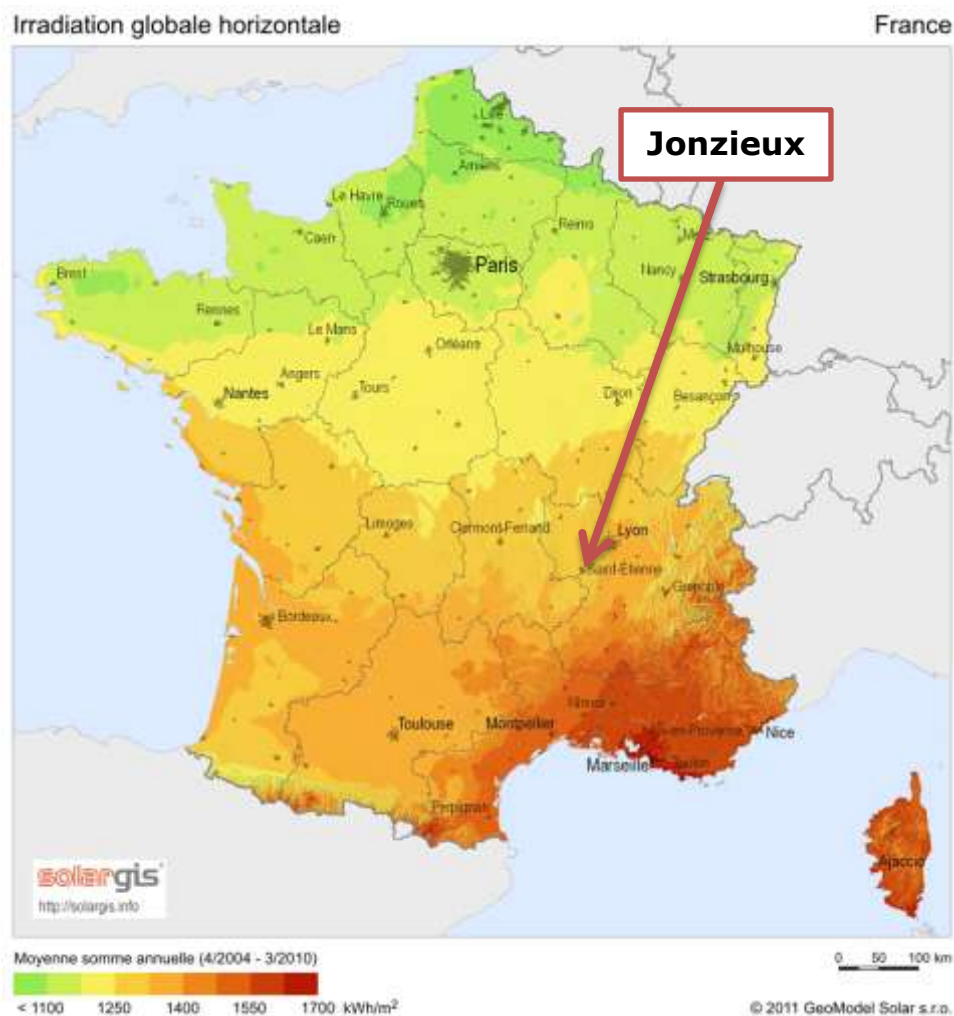 Irradiation globale horizontale
France
Lille
Jonzieux
Amiens
Le Havre
Rouen
Reims
Caen
Metz
Paris
Brest
Nancy
Strasbourg
Rennes
Le Mans
Orléans
Mulhouse
Angers
Tours
Nantes
Dijon
Besançon
Limoges
Clermont-Ferrand
Lyon
Saint-Etienne
Grenoble
Bordeaux
Nîmes
Toulouse
Montpellier
Aix-en-Provence
Nice
Marseille
Toulon
Perpignan
Ajaccio
solargis
http://solargis.info
Moyenne somme annuelle (4/2004 - 3/2010)
0 50 100 km
< 1100 1250 1400 1550 1700 kWh/m²
© 2011 GeoModel Solar s.r.o.